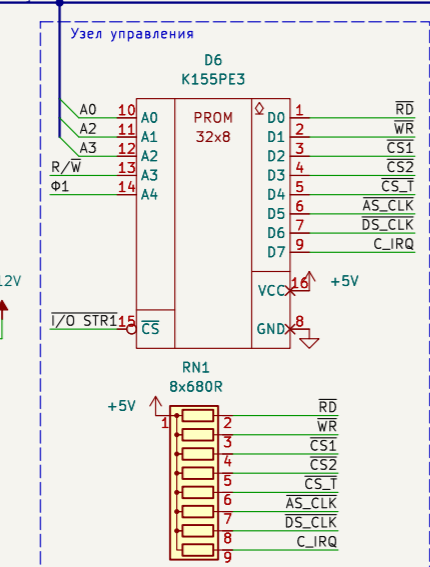 Узел управления
D6
К155РЕ3
PROM
32x8
A0 10 A0
A2 11 A1
A3 12 A2
R/W 13 A3
Ф1 14 A4
I/O STR1 15 CS
D0 1 RD
D1 2 WR
D2 3 CS1
D3 4 CS2
D4 5 CS_T
D5 6 AS_CLK
D6 7 DS_CLK
D7 9 C_IRQ
VCC 16 +5V
GND 8
12V
RN1
8x680R
+5V
1
2 RD
3 WR
4 CS1
5 CS2
6 CS_T
7 AS_CLK
8 DS_CLK
9 C_IRQ